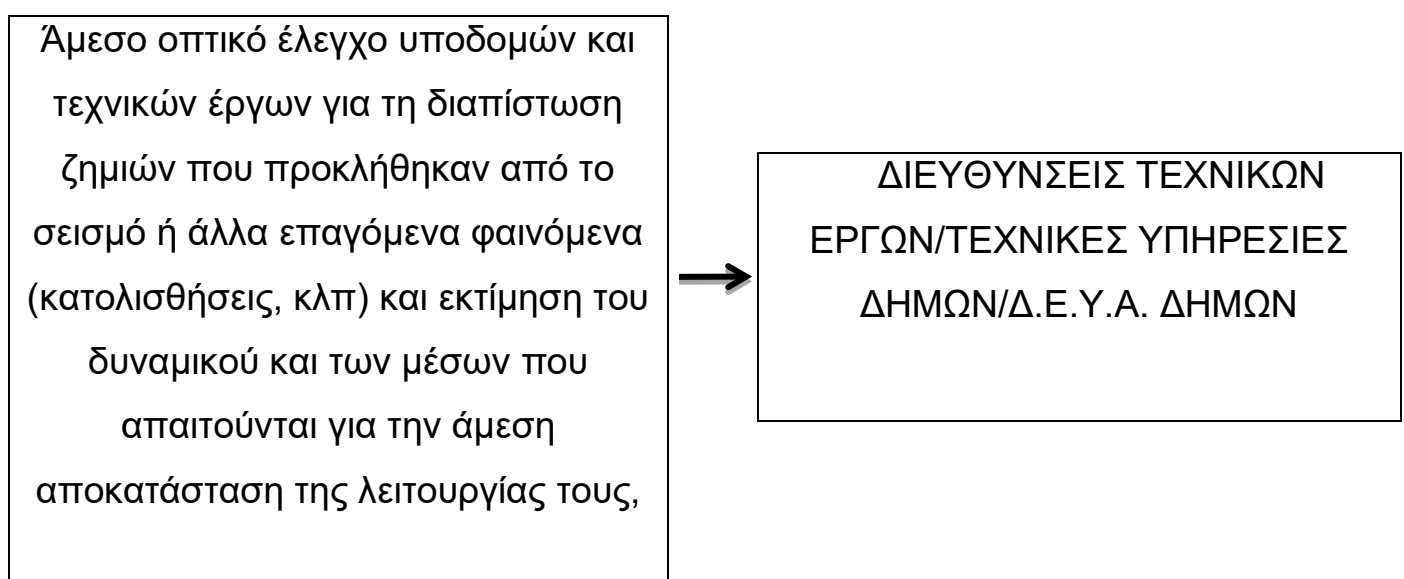 Άμεσο οπτικό έλεγχο υποδομών και
τεχνικών έργων για τη διαπίστωση
ζημιών που προκλήθηκαν από το
σεισμό ή άλλα επαγόμενα φαινόμενα
(κατολισθήσεις, κλπ) και εκτίμηση του
δυναμικού και των μέσων που
απαιτούνται για την άμεση
αποκατάσταση της λειτουργίας τους,
ΔΙΕΥΘΥΝΣΕΙΣ ΤΕΧΝΙΚΩΝ
ΕΡΓΩΝ/ΤΕΧΝΙΚΕΣ ΥΠΗΡΕΣΙΕΣ
ΔΗΜΩΝ/Δ.Ε.Υ.Α. ΔΗΜΩΝ